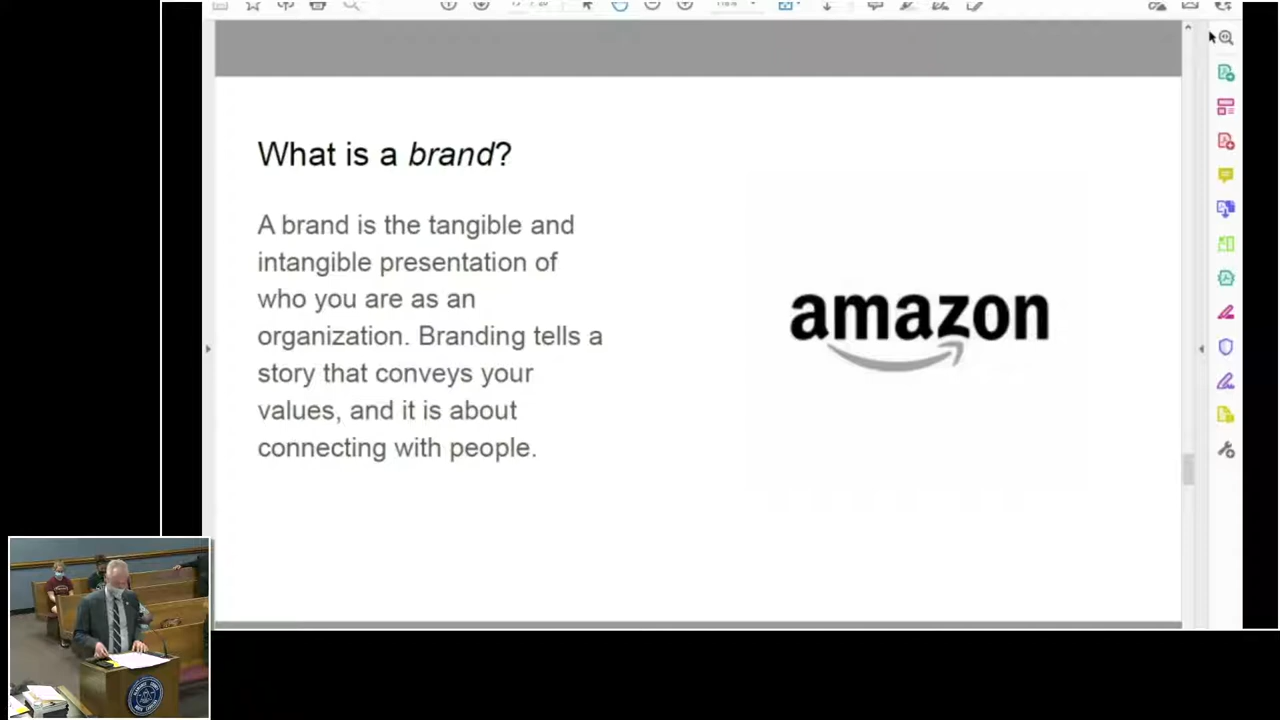 What is a brand?
A brand is the tangible and
intangible presentation of
who you are as an
organization. Branding tells a
story that conveys your
values, and it is about
connecting with people.
amazon